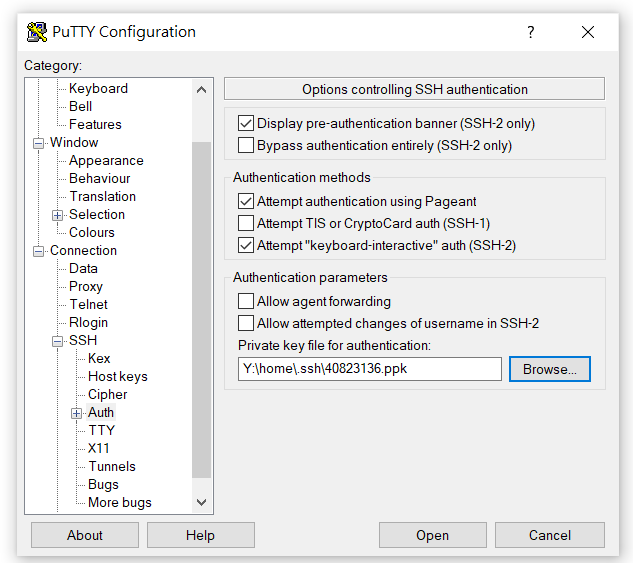 PuTTY Configuration
?
Category:
Keyboard
Bell
Features
Window
Appearance
Behaviour
Translation
Selection
Colours
Connection
Data
Proxy
Telnet
Rlogin
SSH
Kex
Host keys
Cipher
Auth
TTY
X11
Tunnels
Bugs
More bugs
Options controlling SSH authentication
Display pre-authentication banner (SSH-2 only)
Bypass authentication entirely (SSH-2 only)
Authentication methods
Attempt authentication using Pageant
Attempt TIS or CryptoCard auth (SSH-1)
Attempt "keyboard-interactive" auth (SSH-2)
Authentication parameters
Allow agent forwarding
Allow attempted changes of username in SSH-2
Private key file for authentication:
Y:\home\.ssh\40823136.ppk
Browse...
About
Help
Open
Cancel